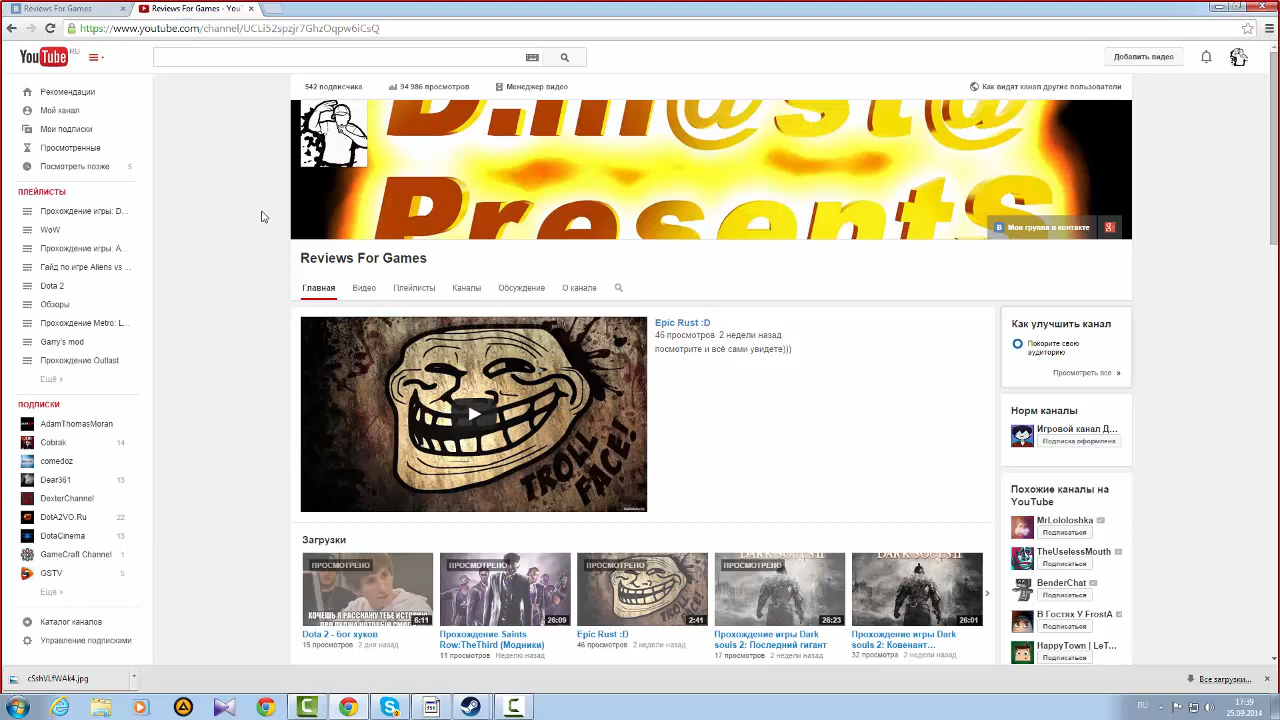 Reviews For Games
Reviews For Games - You
https://www.youtube.com/channel/UCLi52spzjr7GhzOqpw6iCsQ
YouTube RU
Добавить видео
542 подписчика
94 986 просмотров
Менеджер видео
Как видят канал другие пользователи
D.m@st@
Presents
Моя группа в контакте
Reviews For Games
Главная
Видео
Плейлисты
Каналы
Обсуждение
О канале
Рекомендации
Мой канал
Мои подписки
Просмотренные
Посмотреть позже 5
ПЛЕЙЛИСТЫ
Прохождение игры: D...
WoW
Прохождение игры: A...
Гайд по игре Aliens vs ...
Dota 2
Обзоры
Прохождение Metro: L...
Garry's mod
Прохождение Outlast
Ещё ›
ПОДПИСКИ
AdamThomasMoran
Cobrak 14
comedoz
Dear361 13
DexterChannel
DotA2VO.Ru 22
DotaCinema 13
GameCraft Channel 1
GSTV 5
Ещё ›
Каталог каналов
Управление подписками
TROLL
FACE!
Epic Rust :D
46 просмотров 2 недели назад
посмотрите и всё сами увидете)))
Загрузки
ПРОСМОТРЕНО
ХОЧЕШЬ Я РАССКАЖУ ТЕБЕ ИСТОРИЮ
6:11
Dota 2 - бог хуков
15 просмотров 2 дня назад
ПРОСМОТРЕНО
26:09
Прохождение Saints
Row:TheThird (Модники)
11 просмотров Неделю назад
ПРОСМОТРЕНО
2:41
Epic Rust :D
46 просмотров 2 недели назад
DARK SOULS II
ПРОСМОТРЕНО
26:23
Прохождение игры Dark
souls 2: Последний гигант
17 просмотров 2 недели назад
DARK SOULS II
26:01
Прохождение игры Dark
souls 2: Ковенант...
32 просмотра 2 недели назад
Как улучшить канал
Покорите свою
аудиторию
Просмотреть все »
Норм каналы
Игровой канал Д...
Подписка оформлена
Похожие каналы на
YouTube
MrLololoshka
Подписаться
TheUselessMouth
Подписаться
BenderChat
Подписаться
В Гостях У FrostA
Подписаться
HappyTown | LeT...
Подписаться
cSshVLfWAk4.jpg
Все загрузки...
RU
17:39
25.09.2014